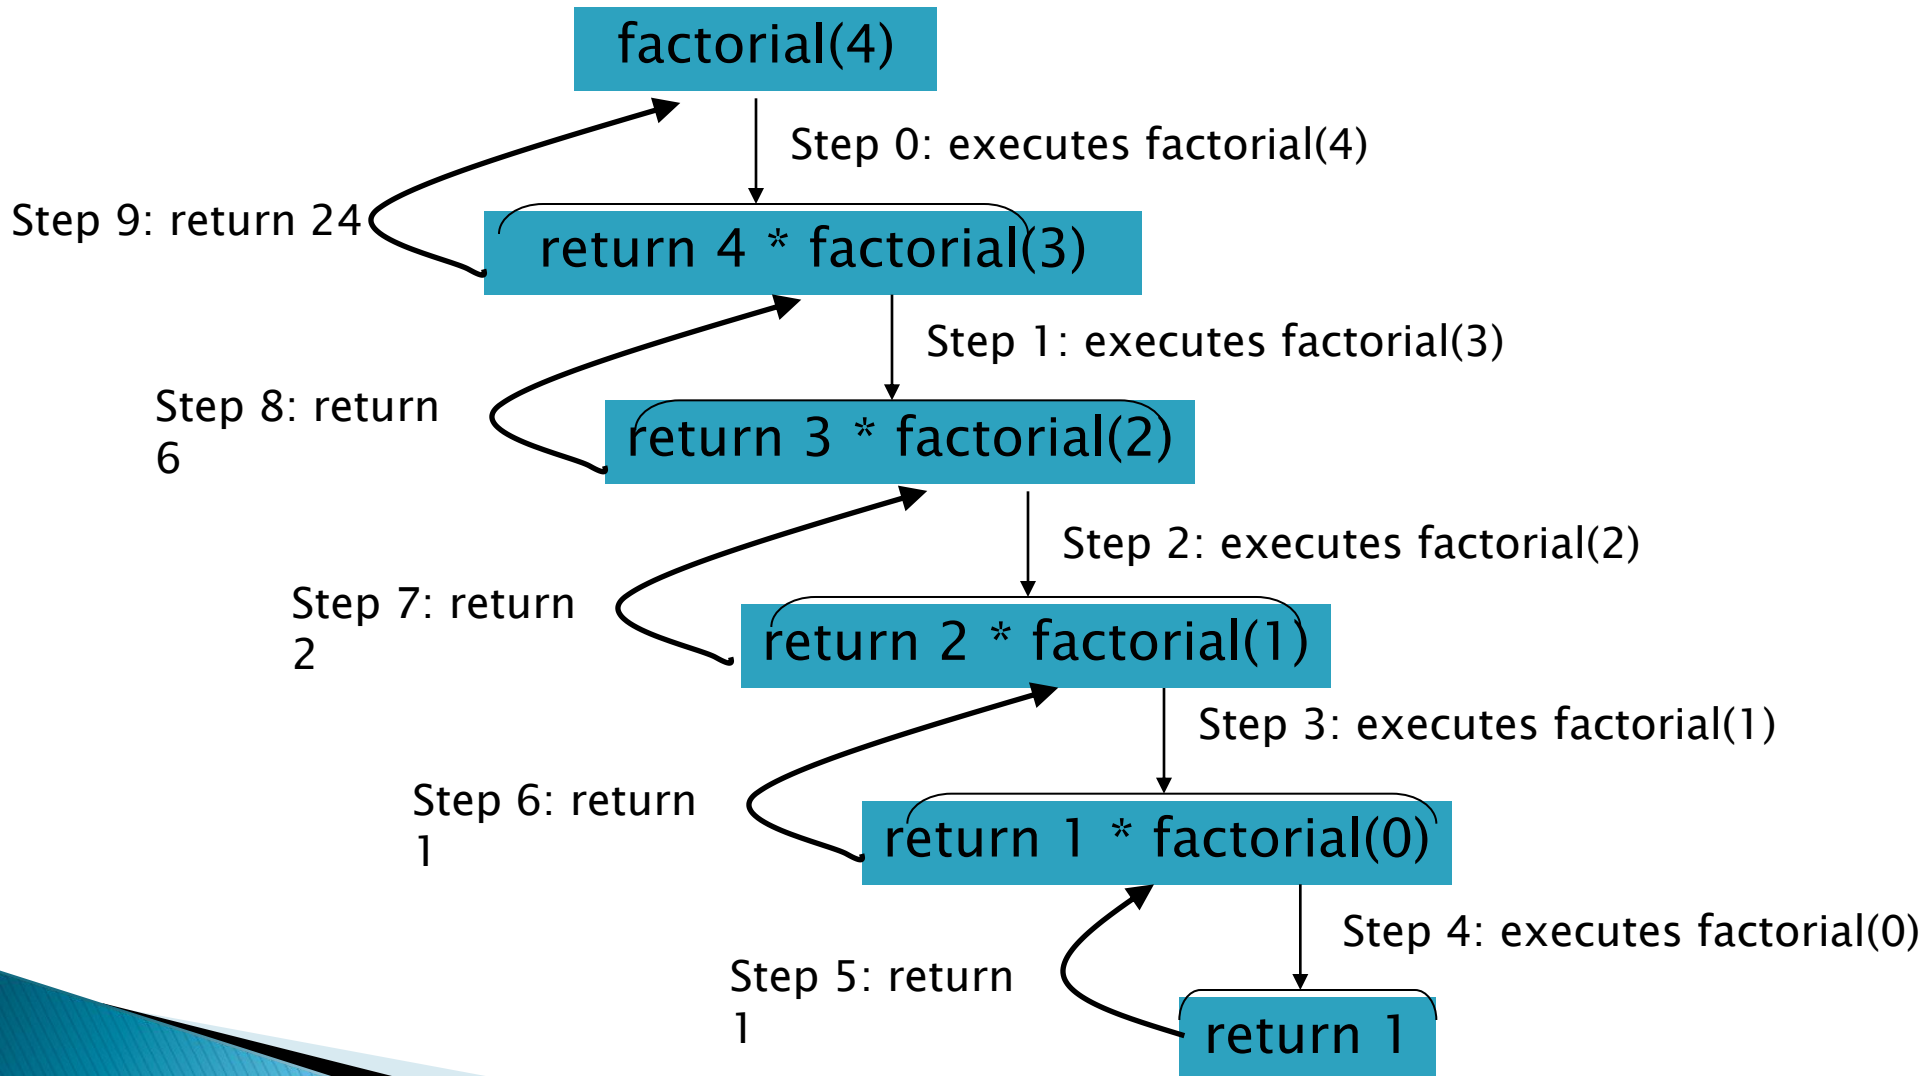 factorial(4)
Step 0: executes factorial(4)
Step 9: return 24
return 4 * factorial(3)
Step 1: executes factorial(3)
Step 8: return
6
return 3 * factorial(2)
Step 2: executes factorial(2)
Step 7: return
2
return 2 * factorial(1)
Step 3: executes factorial(1)
Step 6: return
1
return 1 * factorial(0)
Step 4: executes factorial(0)
Step 5: return
1
return 1